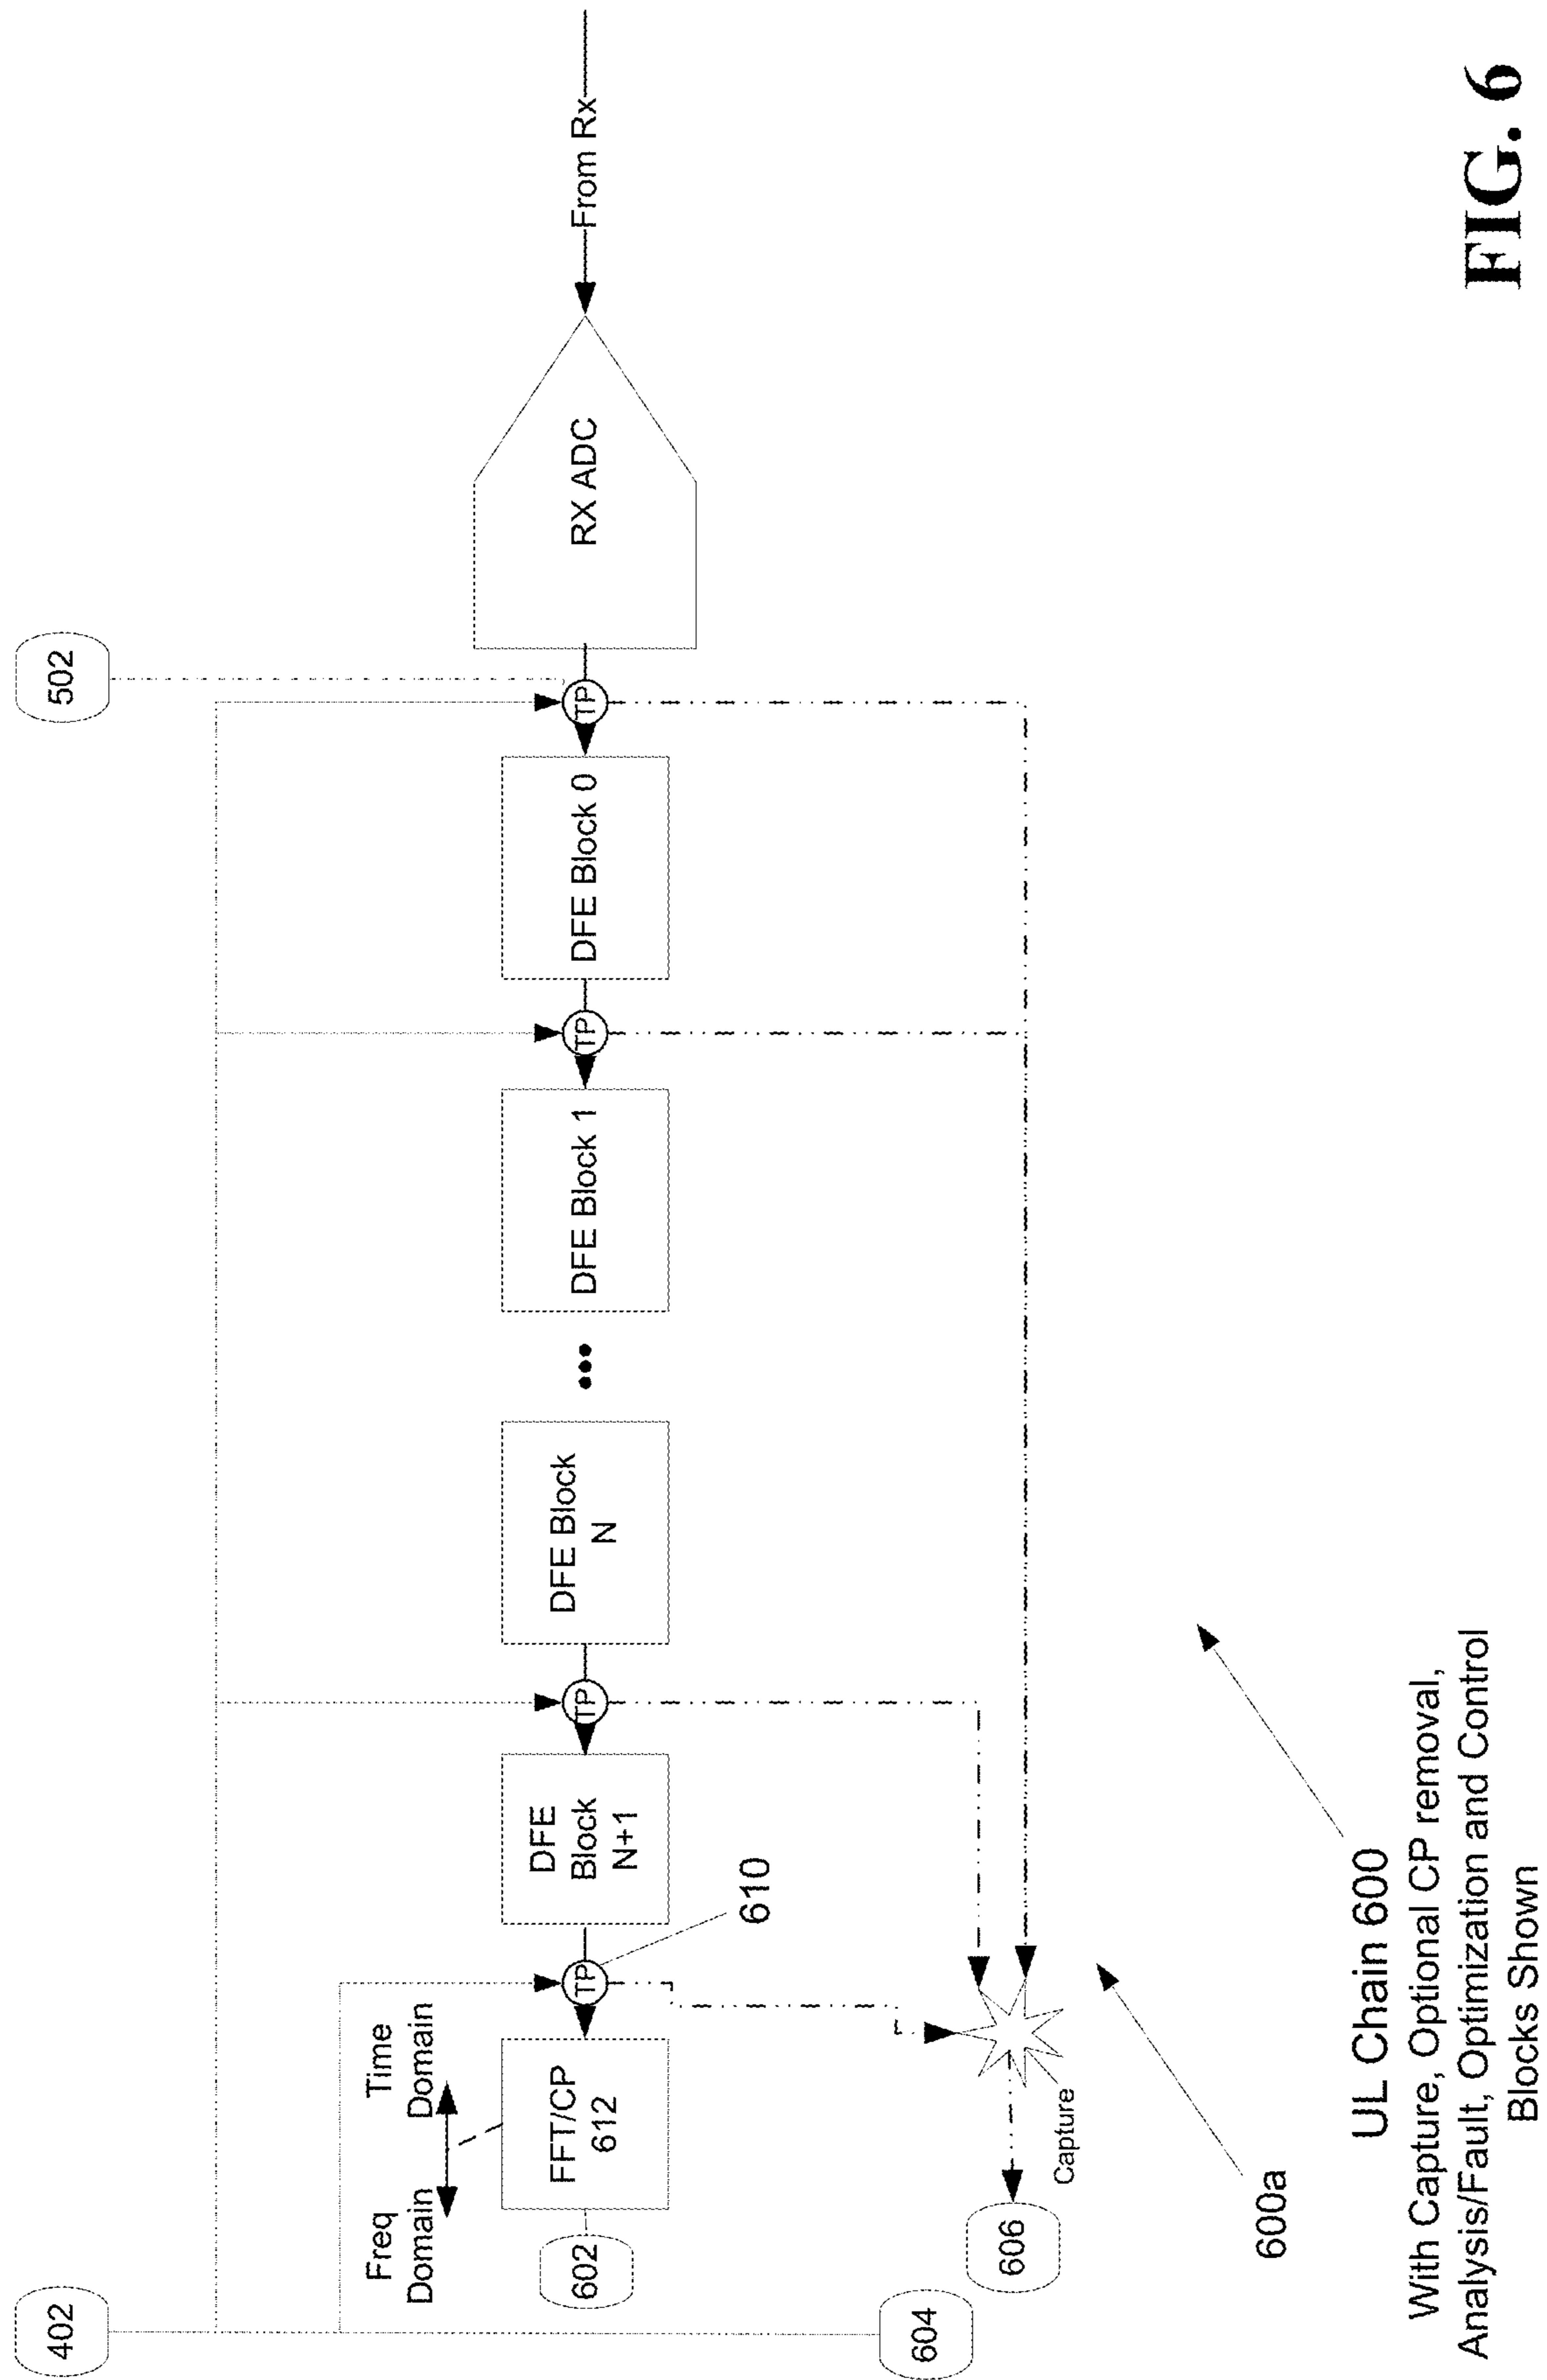 402
502
Freq
Domain
Time
Domain
602
FFT/CP
612
TP
DFE
Block
N+1
TP
DFE Block
N
•••
DFE Block 1
TP
DFE Block 0
TP
RX ADC
From Rx
610
604
606
Capture
600a
UL Chain 600
With Capture, Optional CP removal,
Analysis/Fault, Optimization and Control
Blocks Shown
FIG. 6